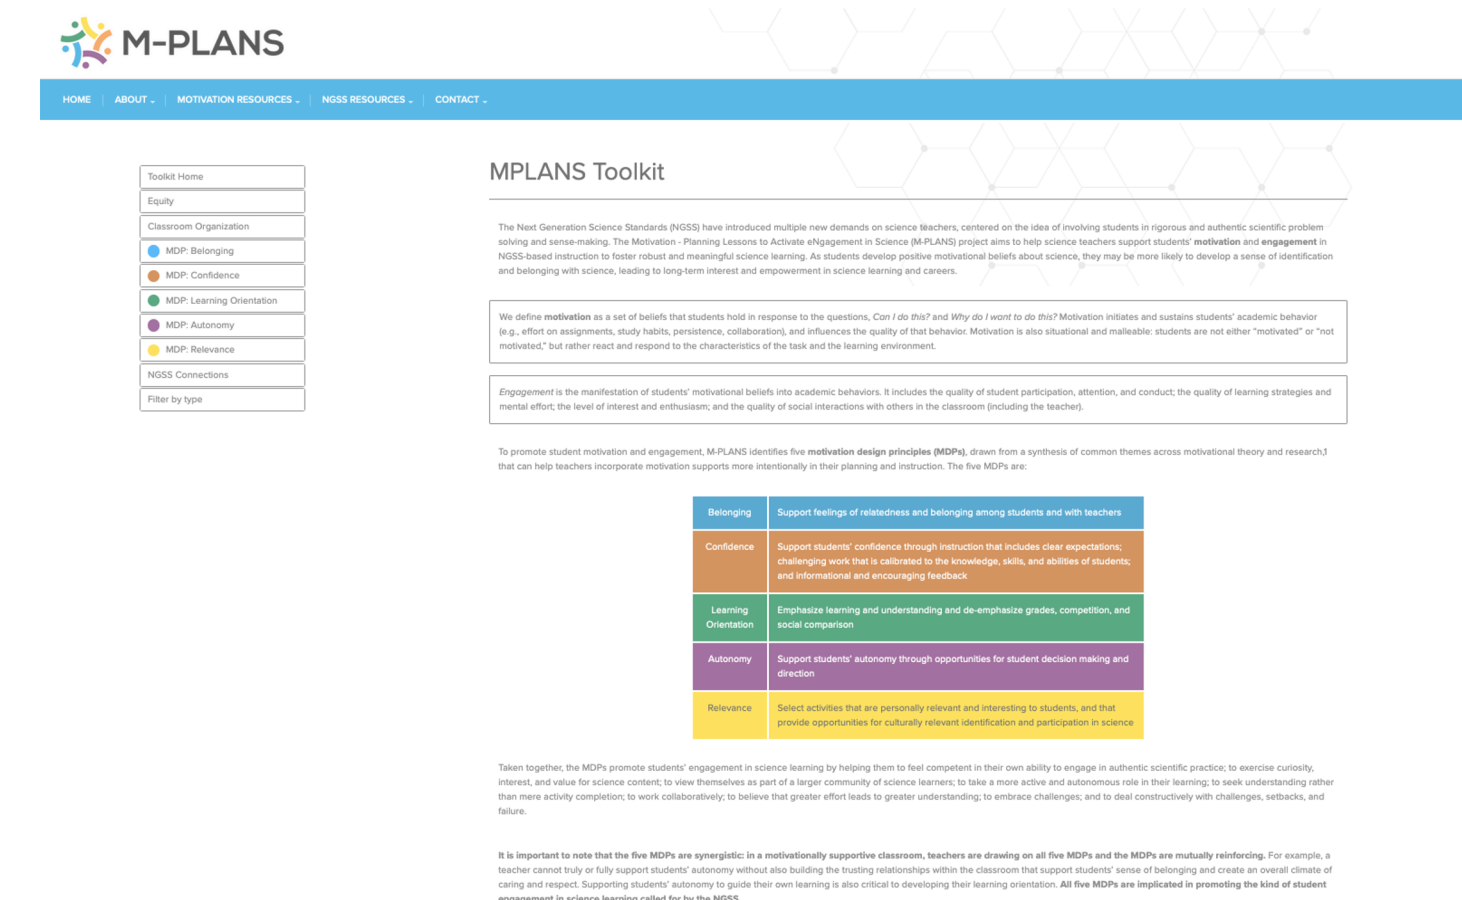 M-PLANS
HOME
ABOUT
MOTIVATION RESOURCES
NGSS RESOURCES
CONTACT
Toolkit Home
Equity
Classroom Organization
MDP: Belonging
MDP: Confidence
MDP: Learning Orientation
MDP: Autonomy
MDP: Relevance
NGSS Connections
Filter by type
MPLANS Toolkit
The Next Generation Science Standards (NGSS) have introduced multiple new demands on science teachers, centered on the idea of involving students in rigorous and authentic scientific problem
solving and sense-making. The Motivation - Planning Lessons to Activate eNgagement in Science (M-PLANS) project aims to help science teachers support students' motivation and engagement in
NGSS-based instruction to foster robust and meaningful science learning. As students develop positive motivational beliefs about science, they may be more likely to develop a sense of identification
and belonging with science, leading to long-term interest and empowerment in science learning and careers.
We define motivation as a set of beliefs that students hold in response to the questions, Can I do this? and Why do I want to do this? Motivation initiates and sustains students' academic behavior
(e.g., effort on assignments, study habits, persistence, collaboration), and influences the quality of that behavior. Motivation is also situational and malleable: students are not either “motivated” or “not
motivated,” but rather react and respond to the characteristics of the task and the learning environment.
Engagement is the manifestation of students' motivational beliefs into academic behaviors. It includes the quality of student participation, attention, and conduct; the quality of learning strategies and
mental effort; the level of interest and enthusiasm; and the quality of social interactions with others in the classroom (including the teacher).
To promote student motivation and engagement, M-PLANS identifies five motivation design principles (MDPs), drawn from a synthesis of common themes across motivational theory and research,1
that can help teachers incorporate motivation supports more intentionally in their planning and instruction. The five MDPs are:
Belonging
Support feelings of relatedness and belonging among students and with teachers
Confidence
Support students' confidence through instruction that includes clear expectations;
challenging work that is calibrated to the knowledge, skills, and abilities of students;
and informational and encouraging feedback
Learning
Orientation
Emphasize learning and understanding and de-emphasize grades, competition, and
social comparison
Autonomy
Support students' autonomy through opportunities for student decision making and
direction
Relevance
Select activities that are personally relevant and interesting to students, and that
provide opportunities for culturally relevant identification and participation in science
Taken together, the MDPs promote students' engagement in science learning by helping them to feel competent in their own ability to engage in authentic scientific practice; to exercise curiosity,
interest, and value for science content; to view themselves as part of a larger community of science learners; to take a more active and autonomous role in their learning; to seek understanding rather
than mere activity completion; to work collaboratively; to believe that greater effort leads to greater understanding; to embrace challenges; and to deal constructively with challenges, setbacks, and
failure.
It is important to note that the five MDPs are synergistic: in a motivationally supportive classroom, teachers are drawing on all five MDPs and the MDPs are mutually reinforcing. For example, a
teacher cannot truly or fully support students' autonomy without also building the trusting relationships within the classroom that support students' sense of belonging and create an overall climate of
caring and respect. Supporting students' autonomy to guide their own learning is also critical to developing their learning orientation. All five MDPs are implicated in promoting the kind of student
engagement in science learning called for by the NGSS.